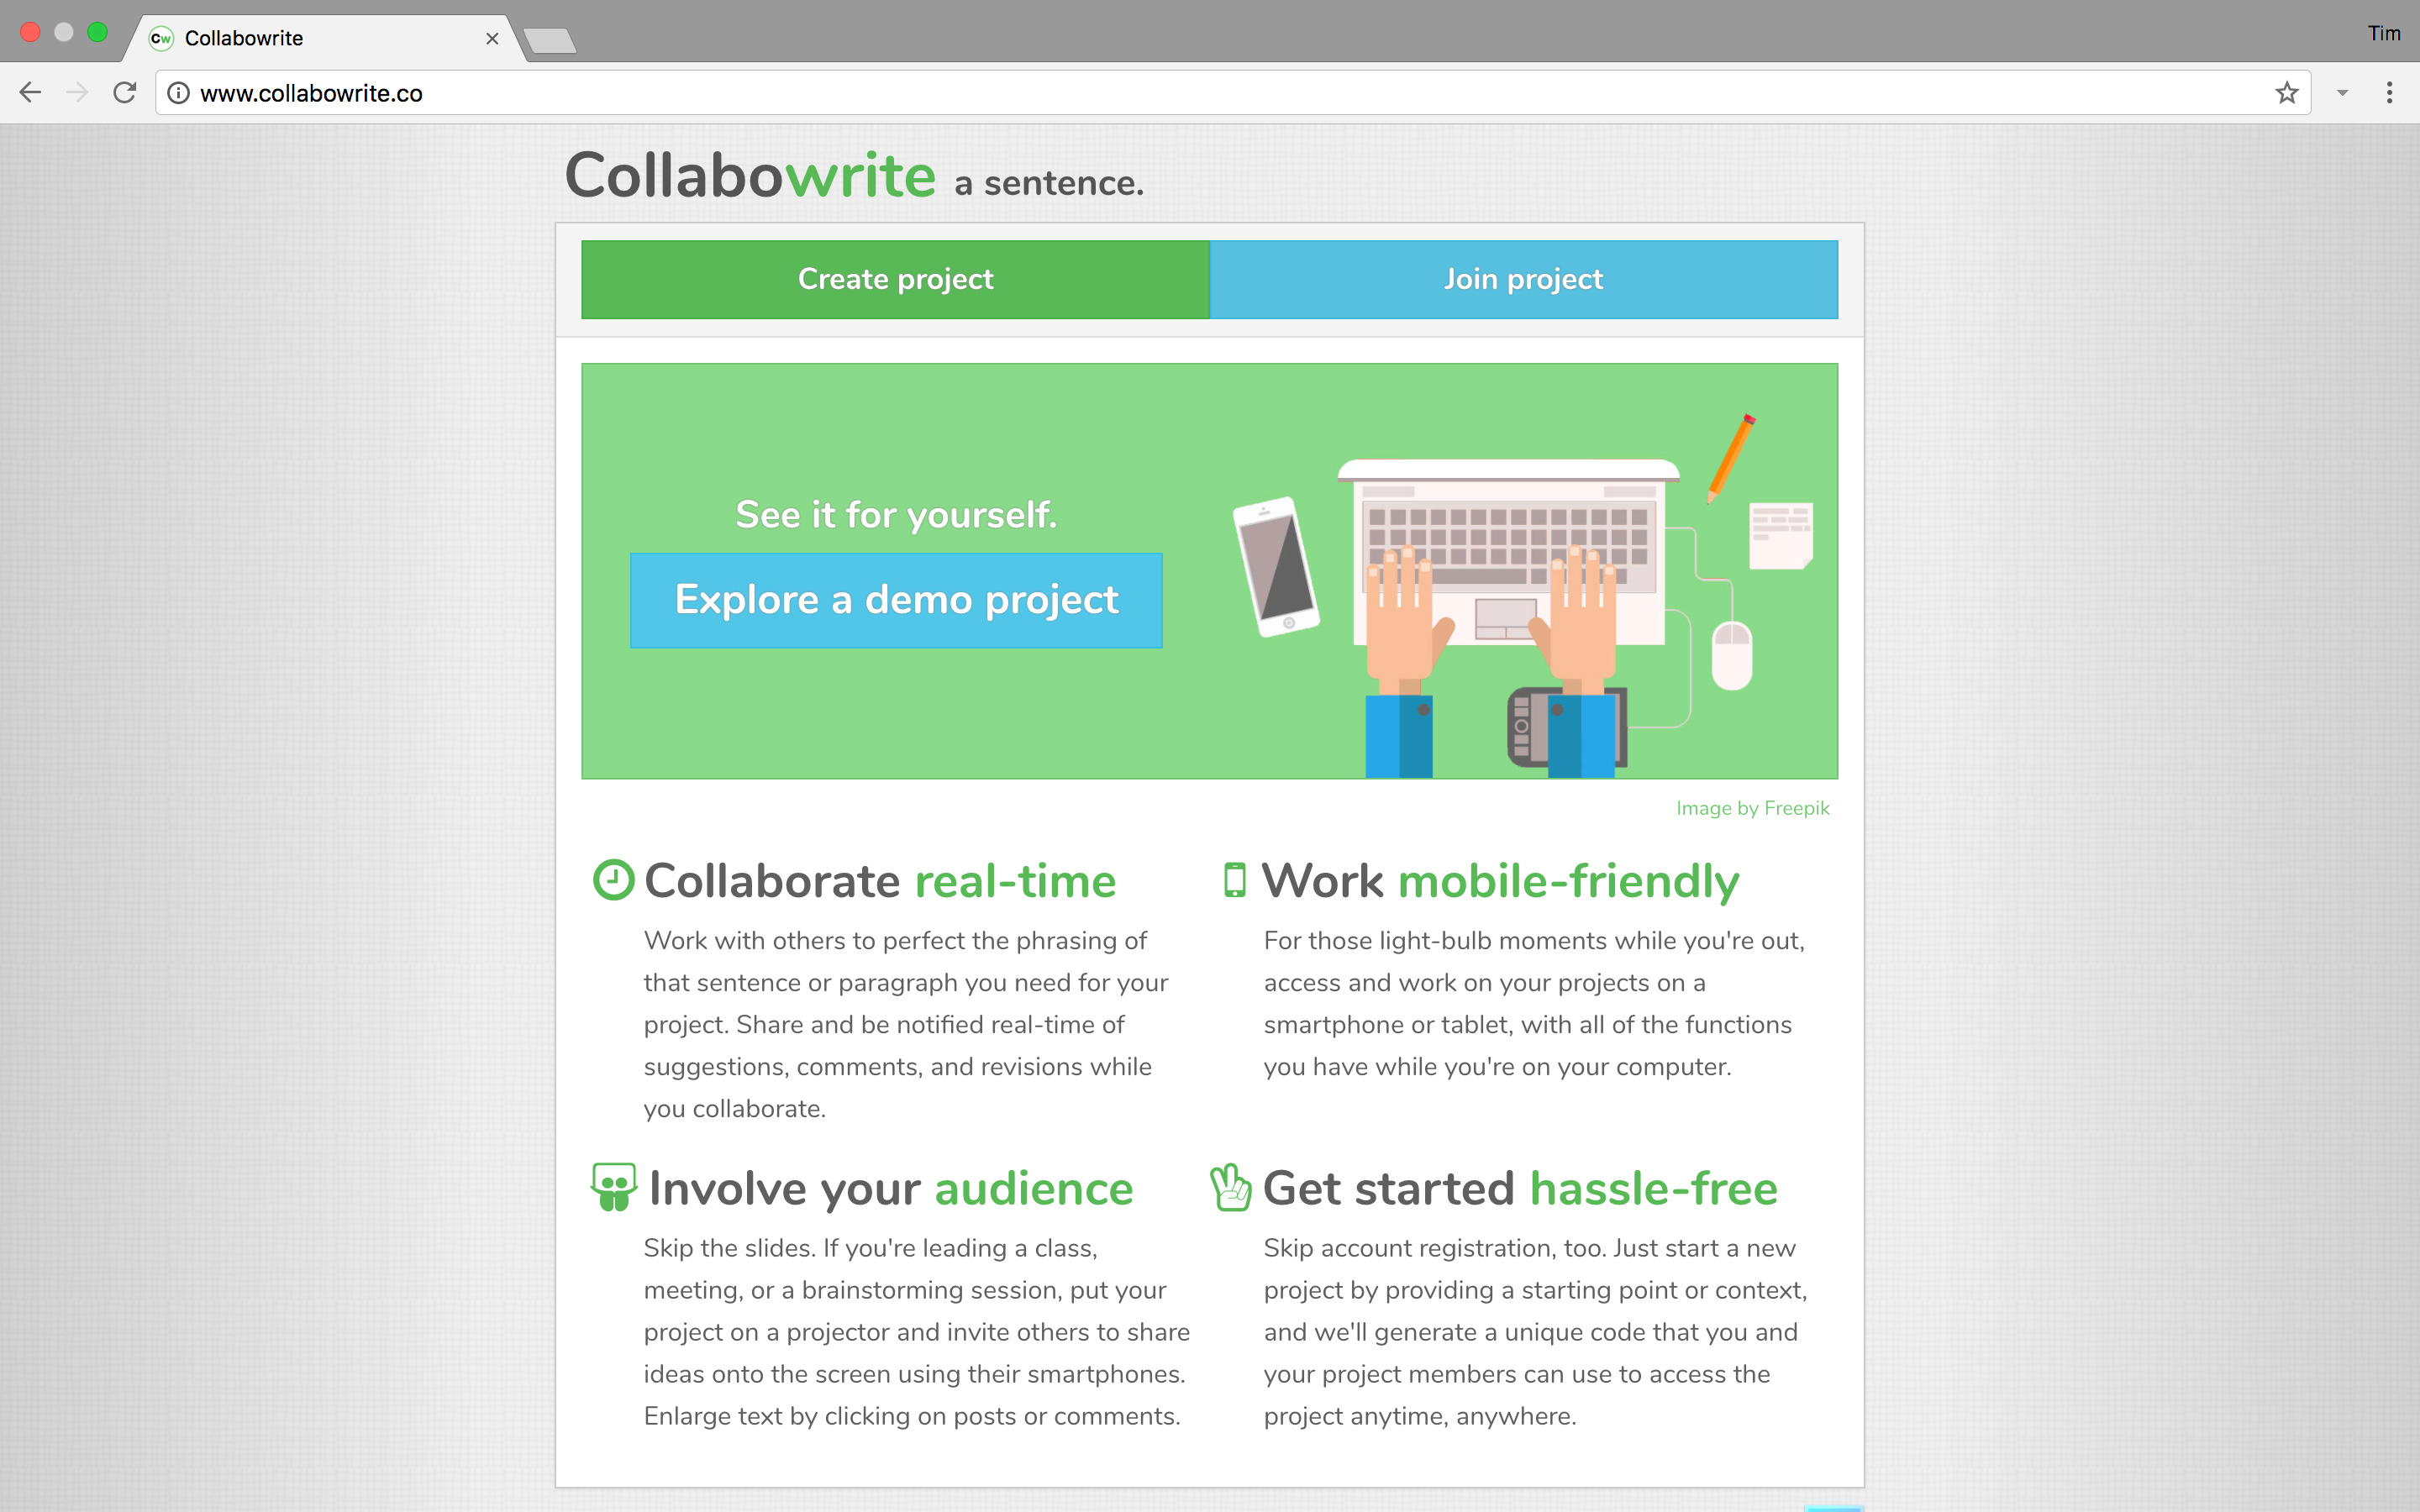 Cw Collabowrite
Tim
www.collabowrite.co
Collabowrite a sentence.
Create project
Join project
See it for yourself.
Explore a demo project
Image by Freepik
Collaborate real-time
Work with others to perfect the phrasing of
that sentence or paragraph you need for your
project. Share and be notified real-time of
suggestions, comments, and revisions while
you collaborate.
Work mobile-friendly
For those light-bulb moments while you're out,
access and work on your projects on a
smartphone or tablet, with all of the functions
you have while you're on your computer.
Involve your audience
Skip the slides. If you're leading a class,
meeting, or a brainstorming session, put your
project on a projector and invite others to share
ideas onto the screen using their smartphones.
Enlarge text by clicking on posts or comments.
Get started hassle-free
Skip account registration, too. Just start a new
project by providing a starting point or context,
and we'll generate a unique code that you and
your project members can use to access the
project anytime, anywhere.